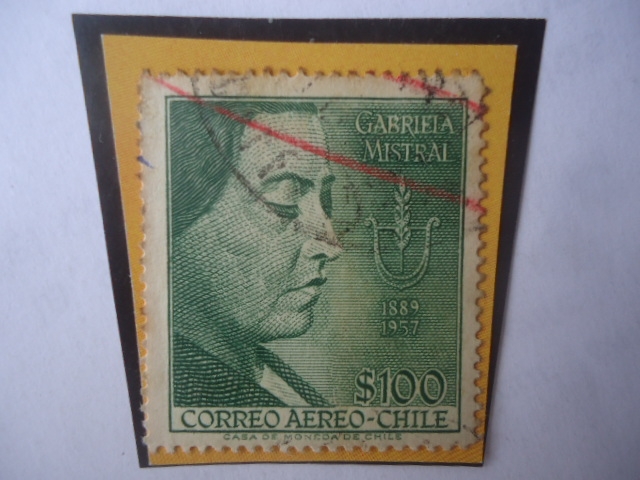 GABRIELA
MISTRAL
1889
1957
$100
CORREO AEREO-CHILE
CASA DE MONEDA DE CHILE